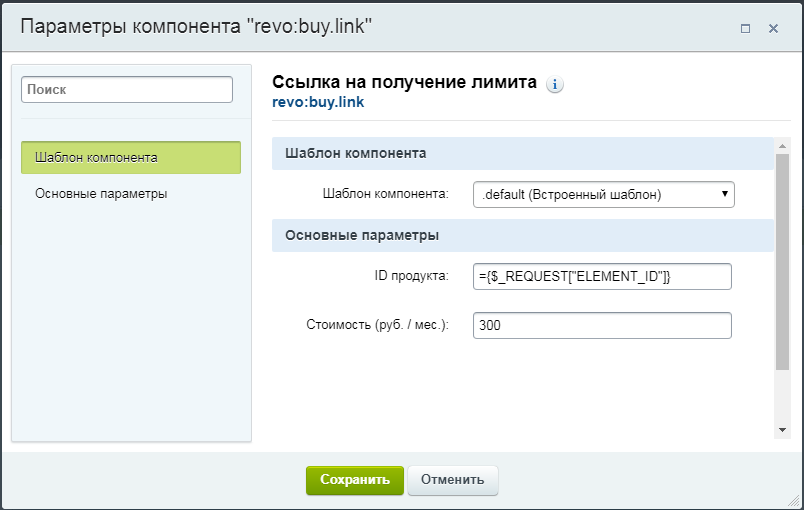 Параметры компонента "revo:buy.link"
Поиск
Шаблон компонента
Основные параметры
Ссылка на получение лимита
revo:buy.link
Шаблон компонента
Шаблон компонента: .default (Встроенный шаблон)
Основные параметры
ID продукта: ={$_REQUEST["ELEMENT_ID"]}
Стоимость (руб. / мес.): 300
Сохранить Отменить